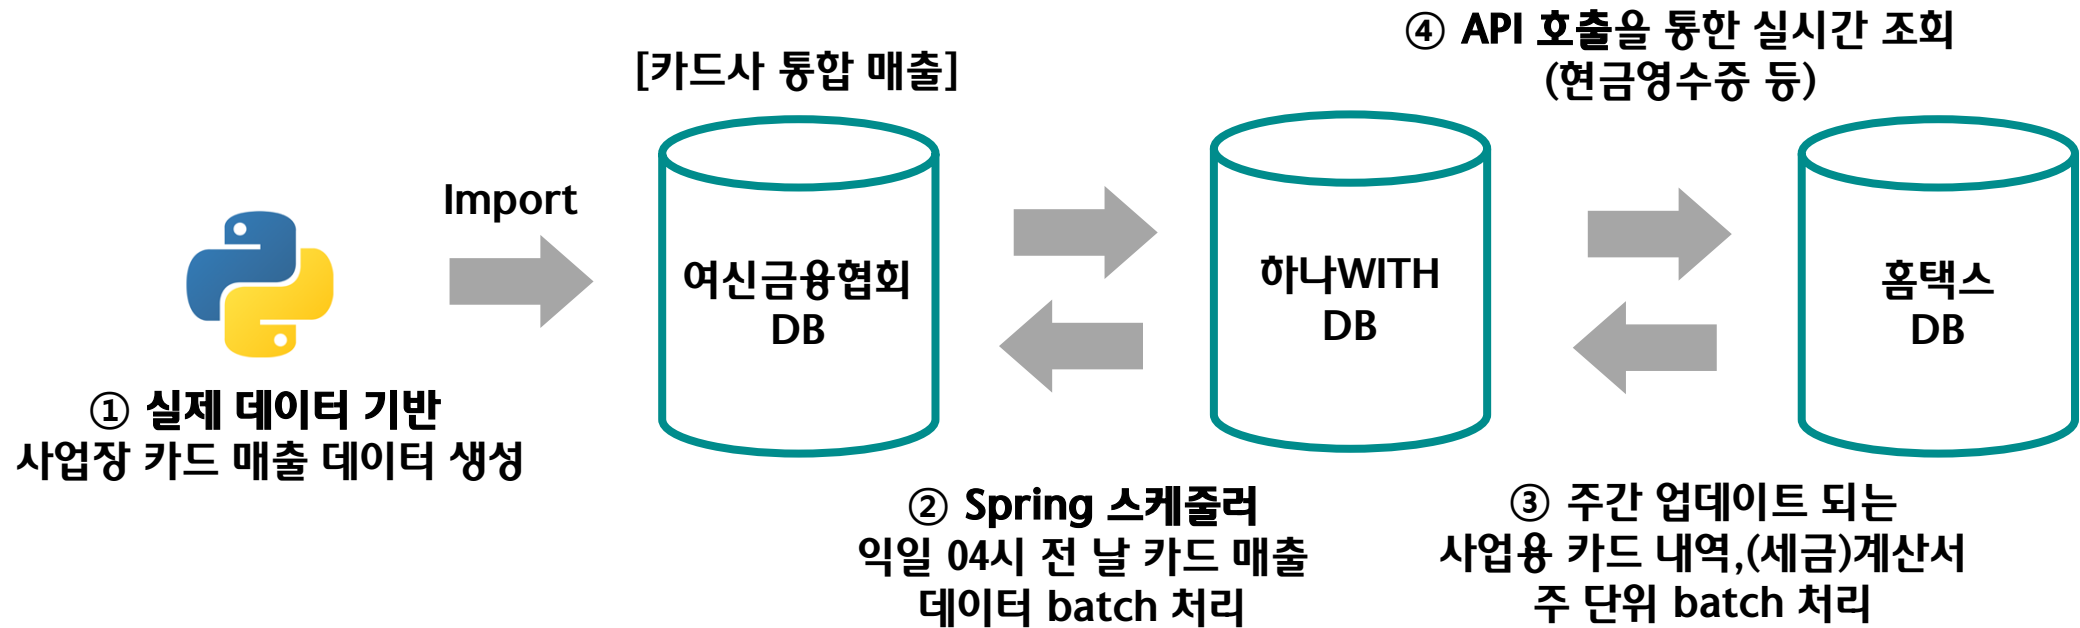 ④ API 호출을 통한 실시간 조회
(현금영수증 등)
[카드사 통합 매출]
Import
여신금융협회
DB
하나WITH
DB
홈택스
DB
① 실제 데이터 기반
사업장 카드 매출 데이터 생성
② Spring 스케줄러
익일 04시 전 날 카드 매출
데이터 batch 처리
③ 주간 업데이트 되는
사업용 카드 내역,(세금)계산서
주 단위 batch 처리